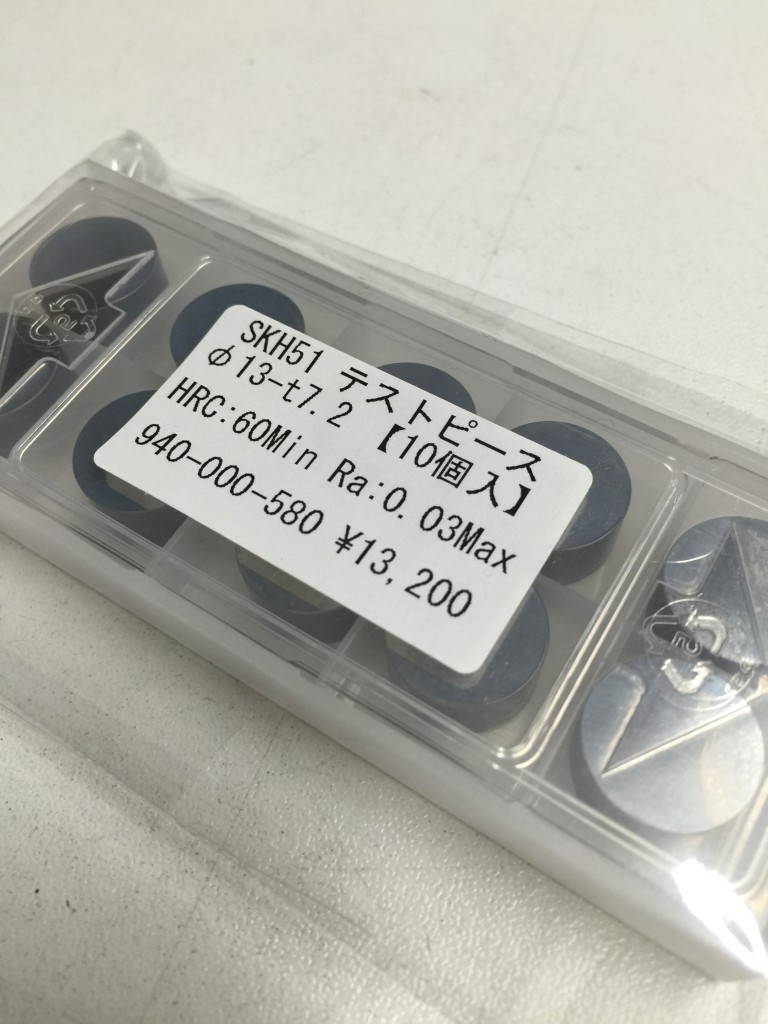 SKH51 テストピース
φ13-t7.2 【10個入】
HRC:60Min Ra:0.03Max
940-000-580 ¥13,200